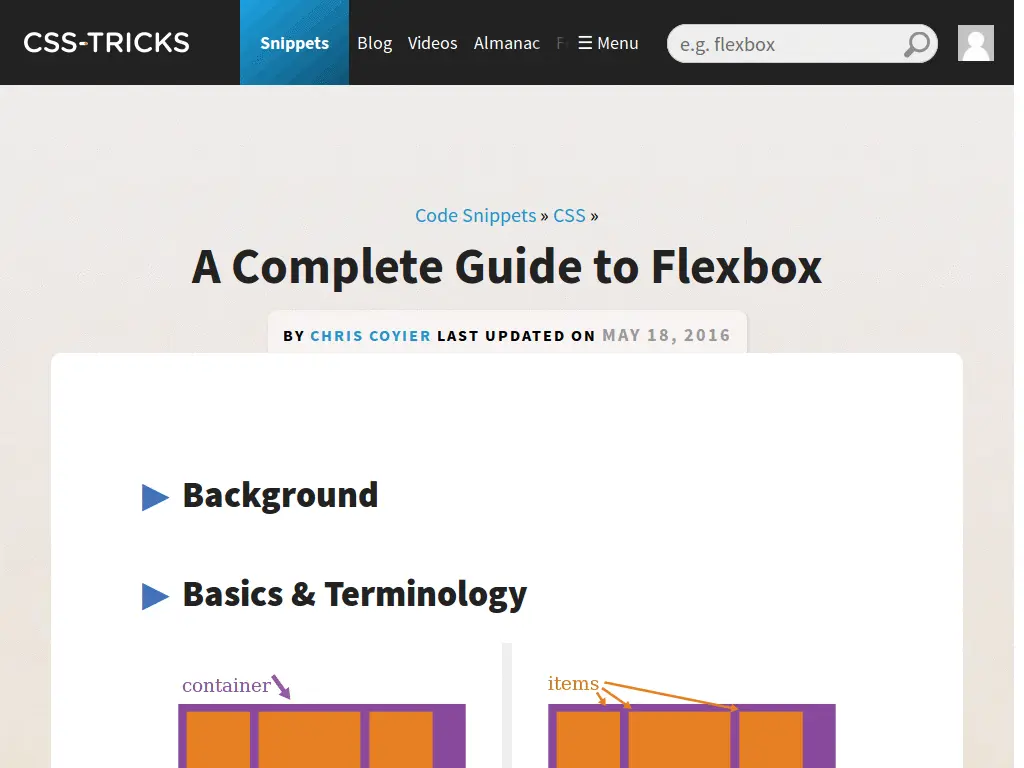 CSS-TRICKS
Snippets Blog Videos Almanac ☰ Menu
e.g. flexbox
Code Snippets » CSS »
A Complete Guide to Flexbox
BY CHRIS COYIER LAST UPDATED ON MAY 18, 2016
▶ Background
▶ Basics & Terminology
container
items